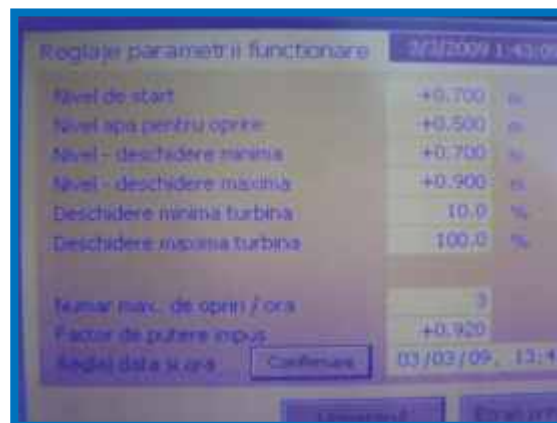 Reglaje parametrii functionare 3/3/2009 1:43:0
Nivel de start +0.700 m
Nivel apa pentru oprire +0.500 m
Nivel - deschidere minima +0.700 m
Nivel - deschidere maxima +0.900 m
Deschidere minima turbina 10.0 %
Deschidere maxima turbina 100.0 %
Numar max. de opriri / ora 3
Factor de putere impus +0.920
Reglaj data si ora Confirmare 03/03/09, 13:4